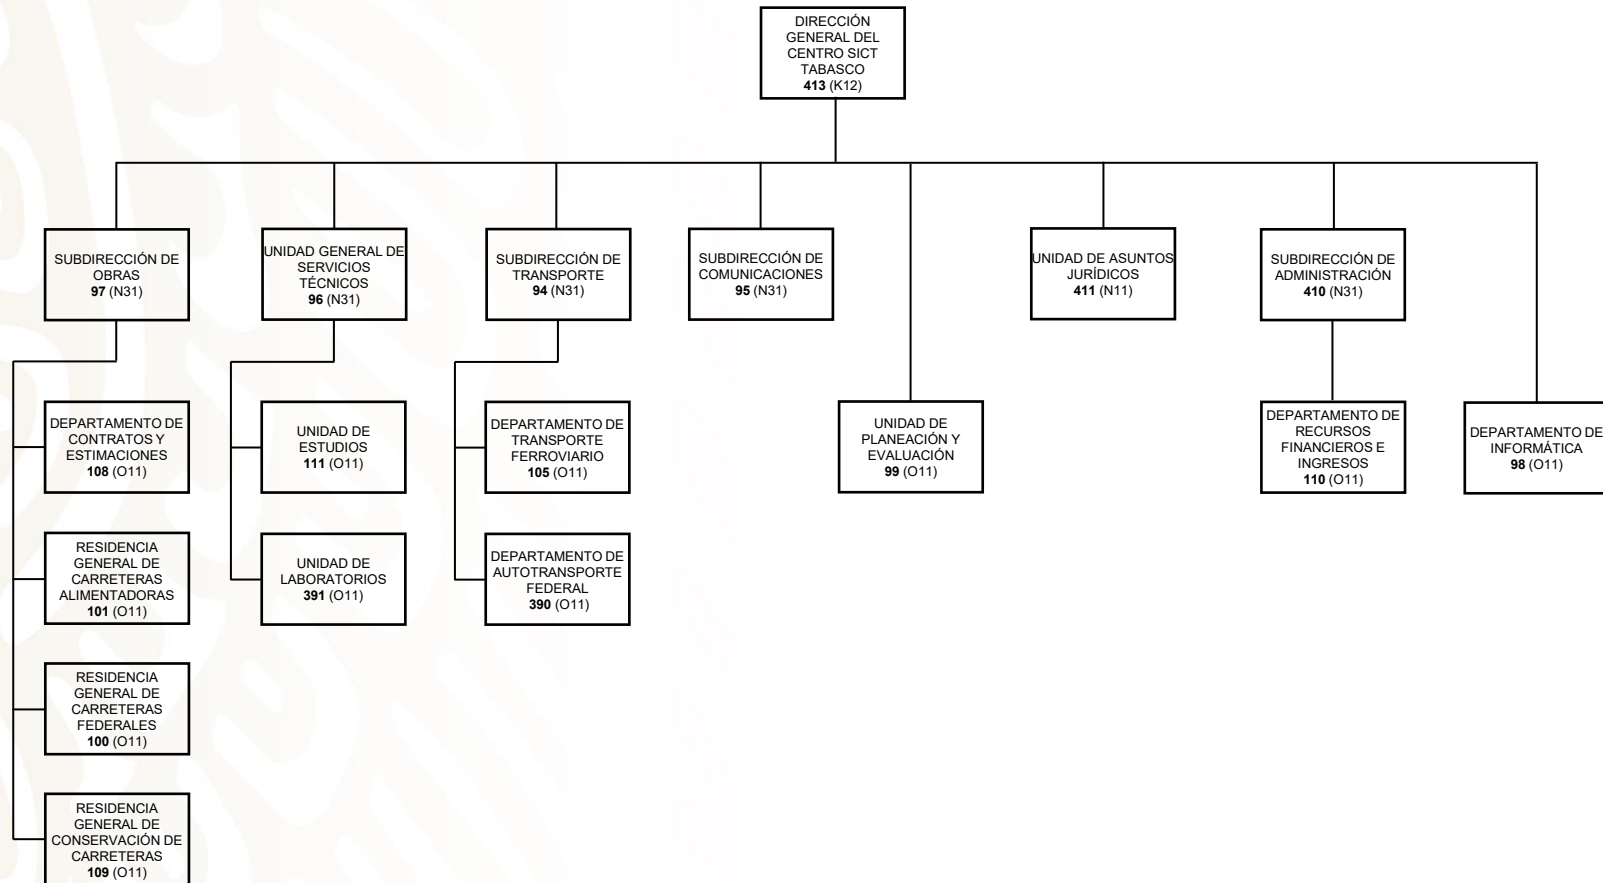 DIRECCIÓN
GENERAL DEL
CENTRO SICT
TABASCO
413 (K12)
SUBDIRECCIÓN DE
OBRAS
97 (N31)
UNIDAD GENERAL DE
SERVICIOS
TÉCNICOS
96 (N31)
SUBDIRECCIÓN DE
TRANSPORTE
94 (N31)
SUBDIRECCIÓN DE
COMUNICACIONES
95 (N31)
UNIDAD DE ASUNTOS
JURÍDICOS
411 (N11)
SUBDIRECCIÓN DE
ADMINISTRACIÓN
410 (N31)
DEPARTAMENTO DE
CONTRATOS Y
ESTIMACIONES
108 (O11)
UNIDAD DE
ESTUDIOS
111 (O11)
DEPARTAMENTO DE
TRANSPORTE
FERROVIARIO
105 (O11)
UNIDAD DE
PLANEACIÓN Y
EVALUACIÓN
99 (O11)
DEPARTAMENTO DE
RECURSOS
FINANCIEROS E
INGRESOS
110 (O11)
DEPARTAMENTO DE
INFORMÁTICA
98 (O11)
RESIDENCIA
GENERAL DE
CARRETERAS
ALIMENTADORAS
101 (O11)
UNIDAD DE
LABORATORIOS
391 (O11)
DEPARTAMENTO DE
AUTOTRANSPORTE
FEDERAL
390 (O11)
RESIDENCIA
GENERAL DE
CARRETERAS
FEDERALES
100 (O11)
RESIDENCIA
GENERAL DE
CONSERVACIÓN DE
CARRETERAS
109 (O11)